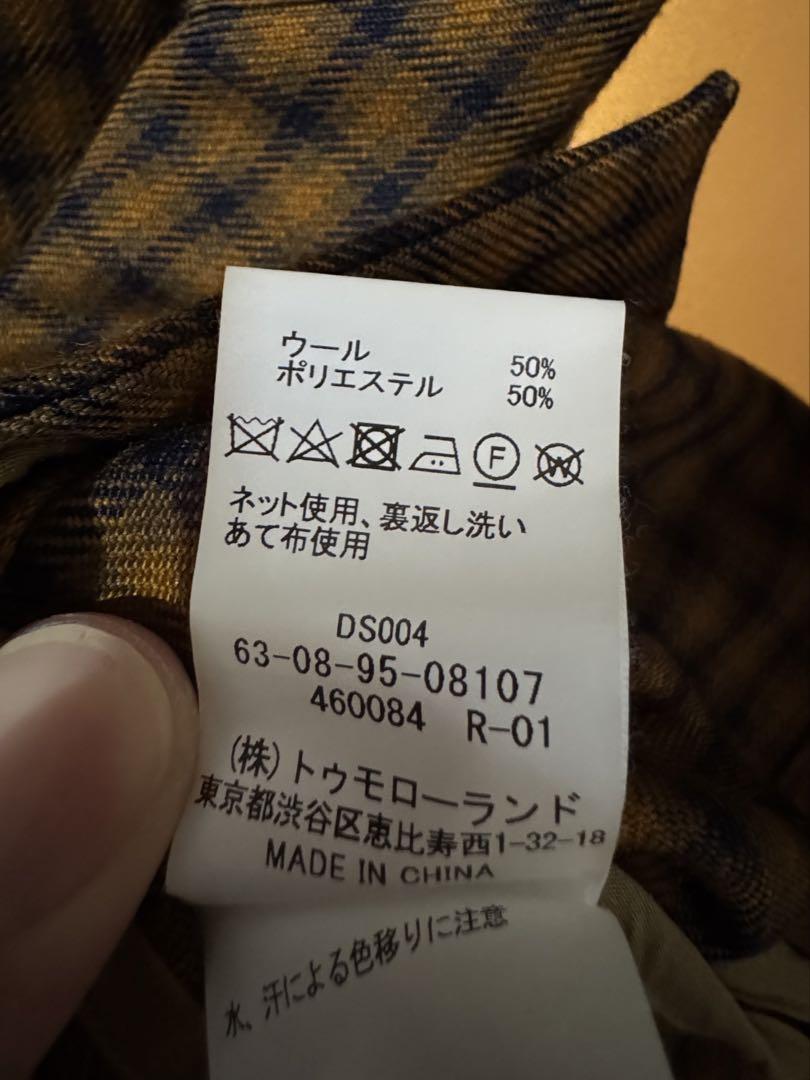 ウール 50%
ポリエステル 50%
F W
ネット使用、裏返し洗い
あて布使用
DS004
63-08-95-08107
460084 R-01
(株)トゥモローランド
東京都渋谷区恵比寿西1-32-18
MADE IN CHINA
水、汗による色移りに注意